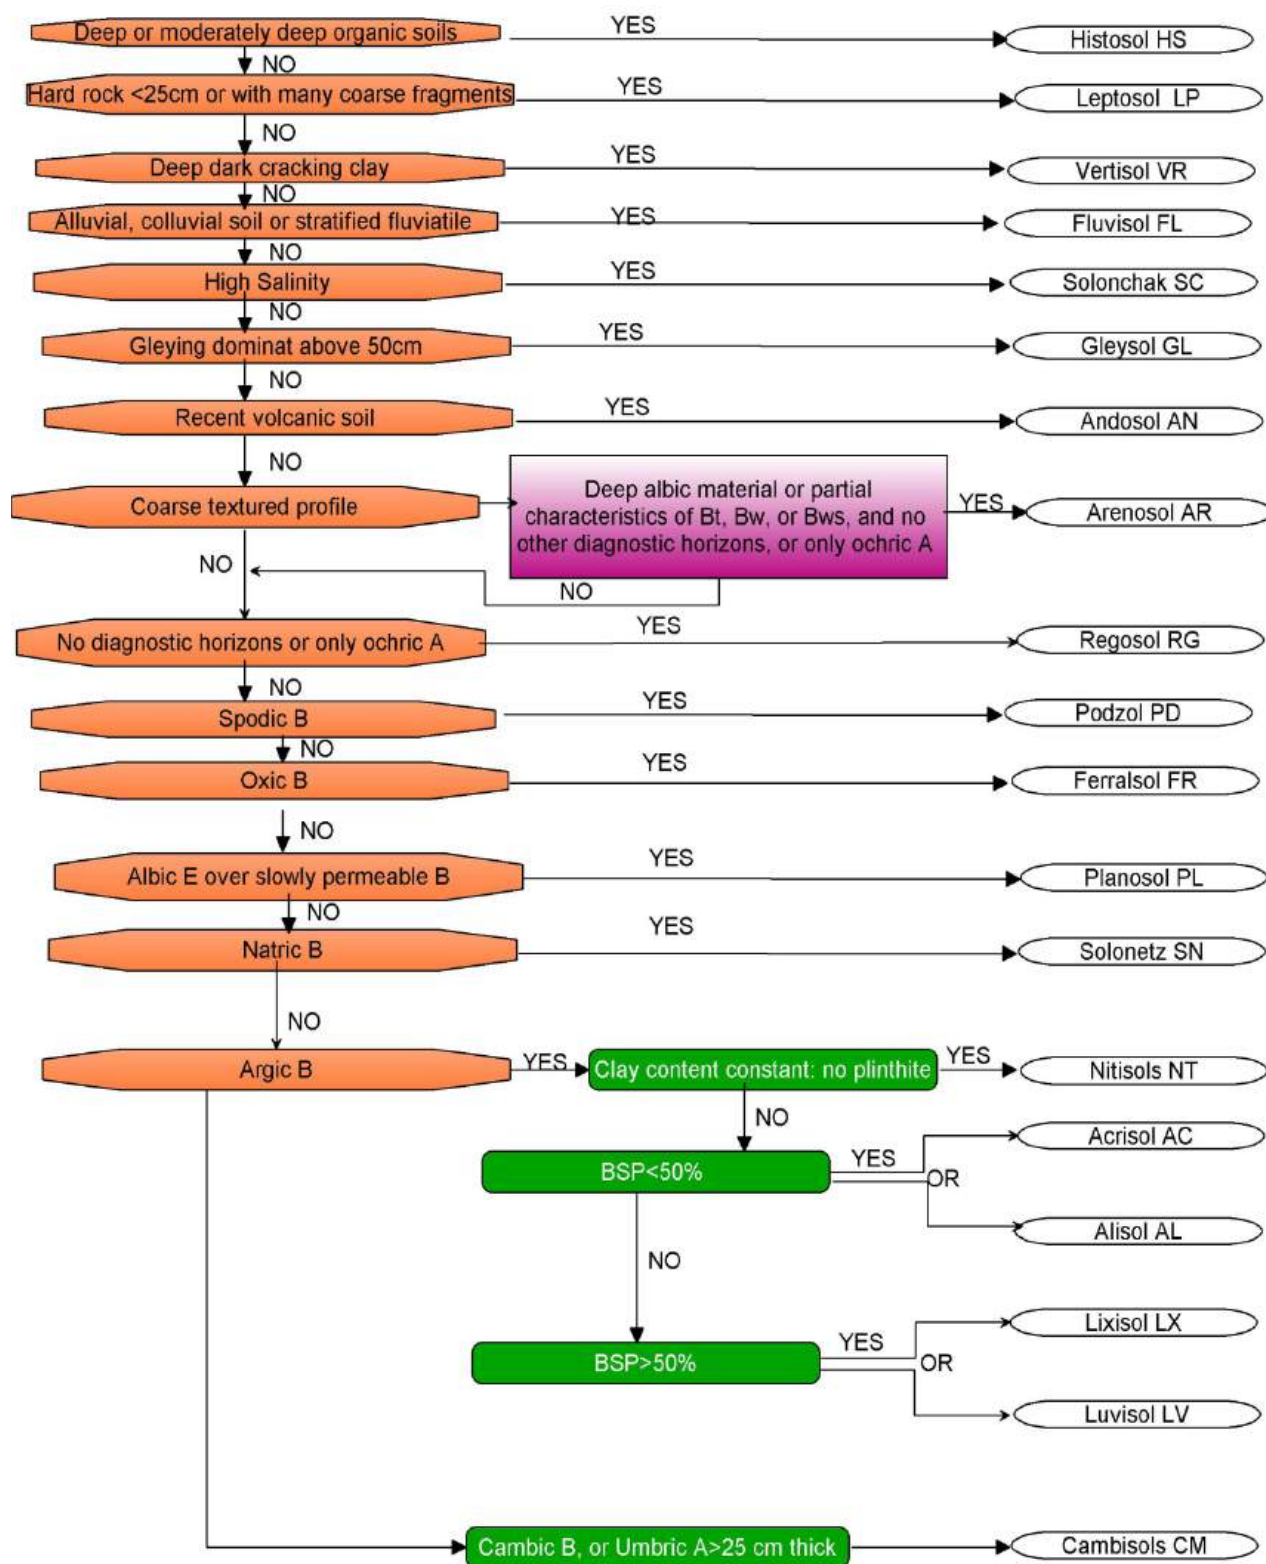 Deep or moderately deep organic soils
YES
Histosol HS
NO
Hard rock <25cm or with many coarse fragments
YES
Leptosol LP
NO
Deep dark cracking clay
YES
Vertisol VR
NO
Alluvial, colluvial soil or stratified fluviatile
YES
Fluvisol FL
NO
High Salinity
YES
Solonchak SC
NO
Gleying dominat above 50cm
YES
Gleysol GL
NO
Recent volcanic soil
YES
Andosol AN
NO
Coarse textured profile
Deep albic material or partial
characteristics of Bt, Bw, or Bws, and no
other diagnostic horizons, or only ochric A
YES
Arenosol AR
NO
NO
No diagnostic horizons or only ochric A
YES
Regosol RG
NO
Spodic B
YES
Podzol PD
NO
Oxic B
YES
Ferralsol FR
NO
Albic E over slowly permeable B
YES
Planosol PL
NO
Natric B
YES
Solonetz SN
NO
Argic B
YES
Clay content constant: no plinthite
YES
Nitisols NT
NO
BSP<50%
YES
Acrisol AC
OR
Alisol AL
NO
BSP>50%
YES
Lixisol LX
OR
Luvisol LV
Cambic B, or Umbric A>25 cm thick
Cambisols CM